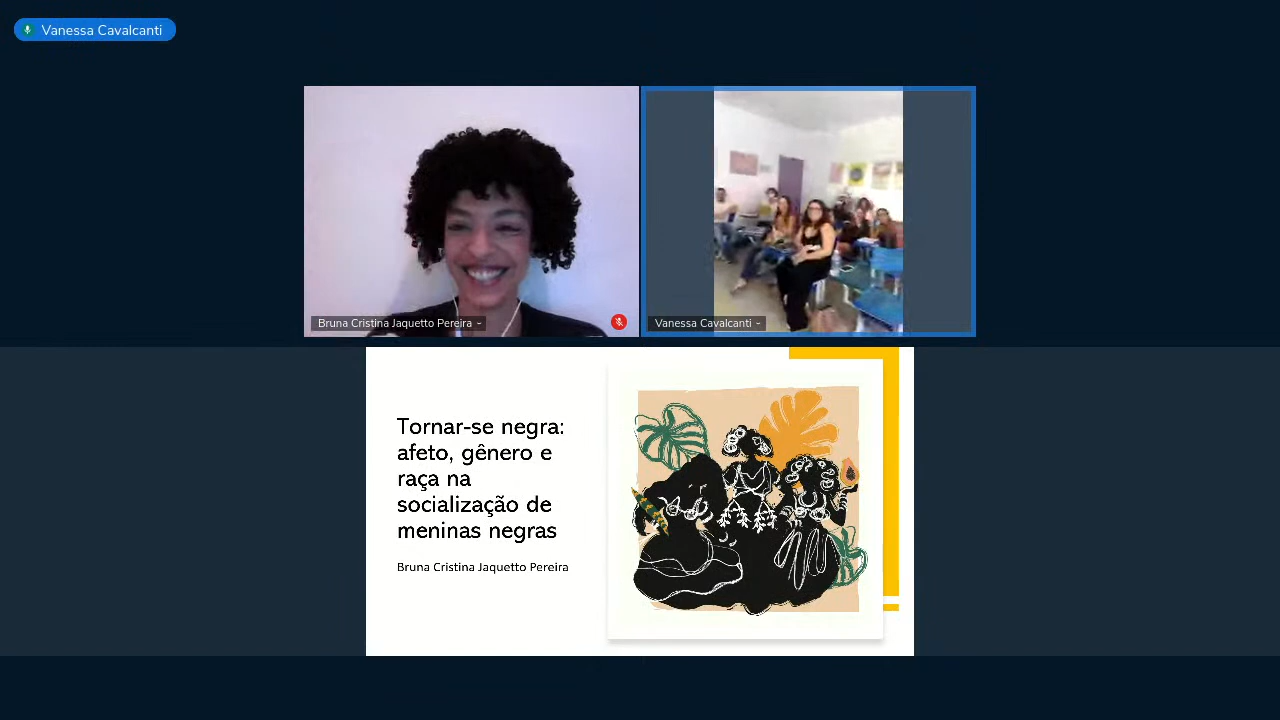 Vanessa Cavalcanti
Bruna Cristina Jaquetto Pereira
Vanessa Cavalcanti
Tornar-se negra:
afeto, gênero e
raça na
socialização de
meninas negras
Bruna Cristina Jaquetto Pereira